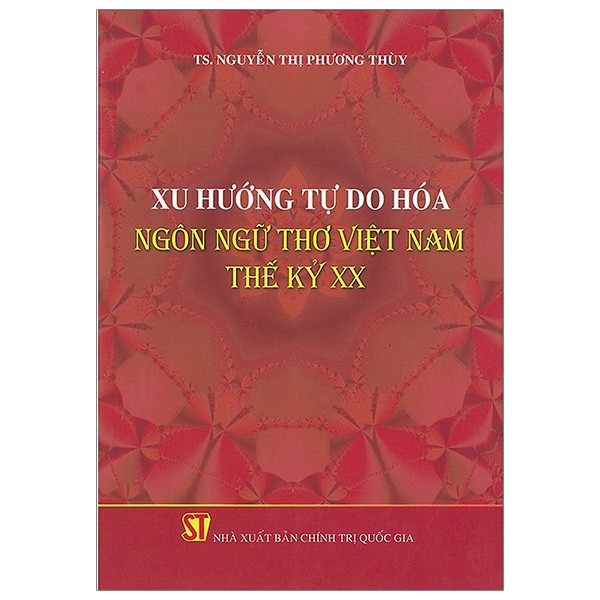 TS. NGUYỄN THỊ PHƯƠNG THÙY
XU HƯỚNG TỰ DO HÓA
NGÔN NGỮ THƠ VIỆT NAM
THẾ KỶ XX
ST
NHÀ XUẤT BẢN CHÍNH TRỊ QUỐC GIA